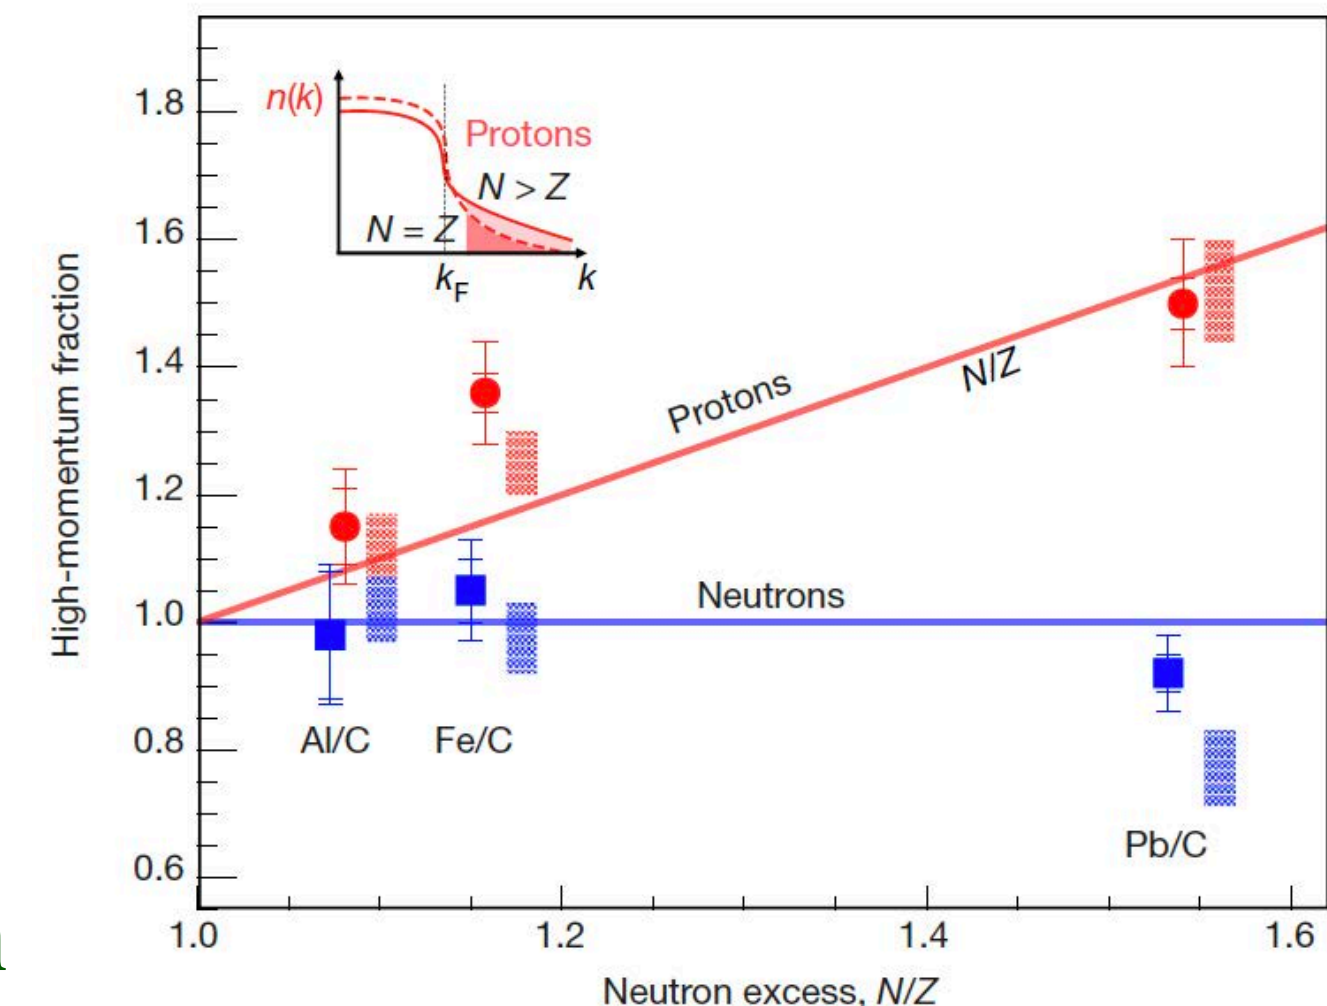 1.8
1.6
1.4
1.2
1.0
0.8
0.6
High-momentum fraction
n(k)
Protons
N > Z
N = Z
kF
k
Protons
N/Z
Neutrons
Al/C
Fe/C
Pb/C
1.0
1.2
1.4
1.6
Neutron excess, N/Z